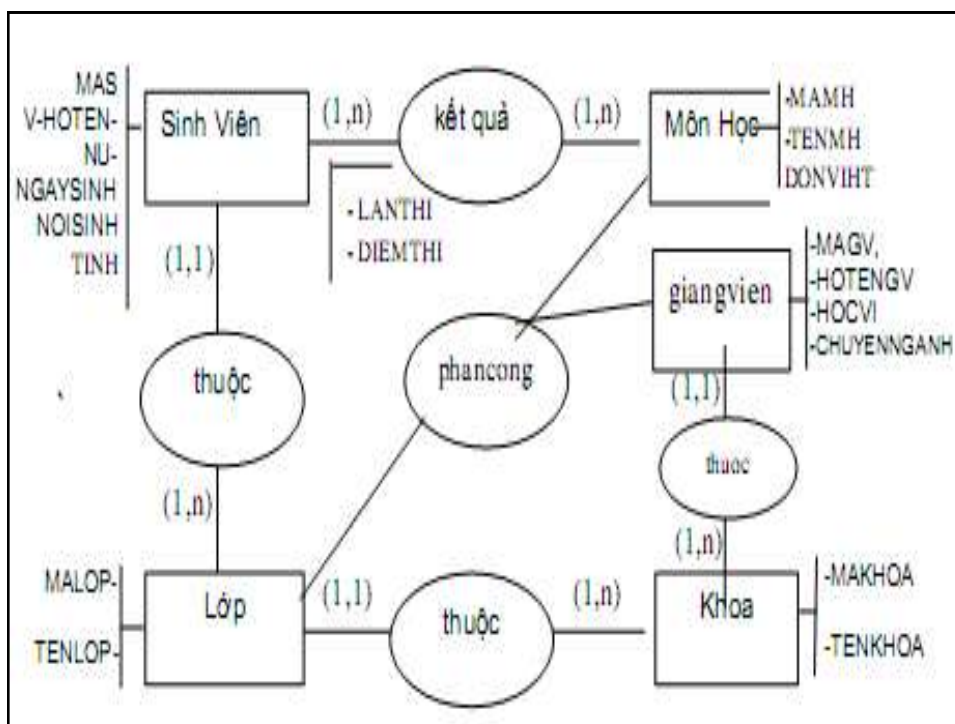 MAS
V-HOTEN-
NU-
NGAYSINH
NOISINH
TINH
Sinh Viên
(1,n)
kết quả
(1,n)
Môn Học
-MAMH
-TENMH
DONVIHT
- LANTHI
- DIEMTHI
(1,1)
giangvien
-MAGV,
-HOTENGV
-HOCVI
-CHUYENNGANH
thuộc
phancong
(1,1)
thuoc
(1,n)
(1,n)
MALOP-
TENLOP-
Lớp
(1,1)
thuộc
(1,n)
Khoa
-MAKHOA
-TENKHOA